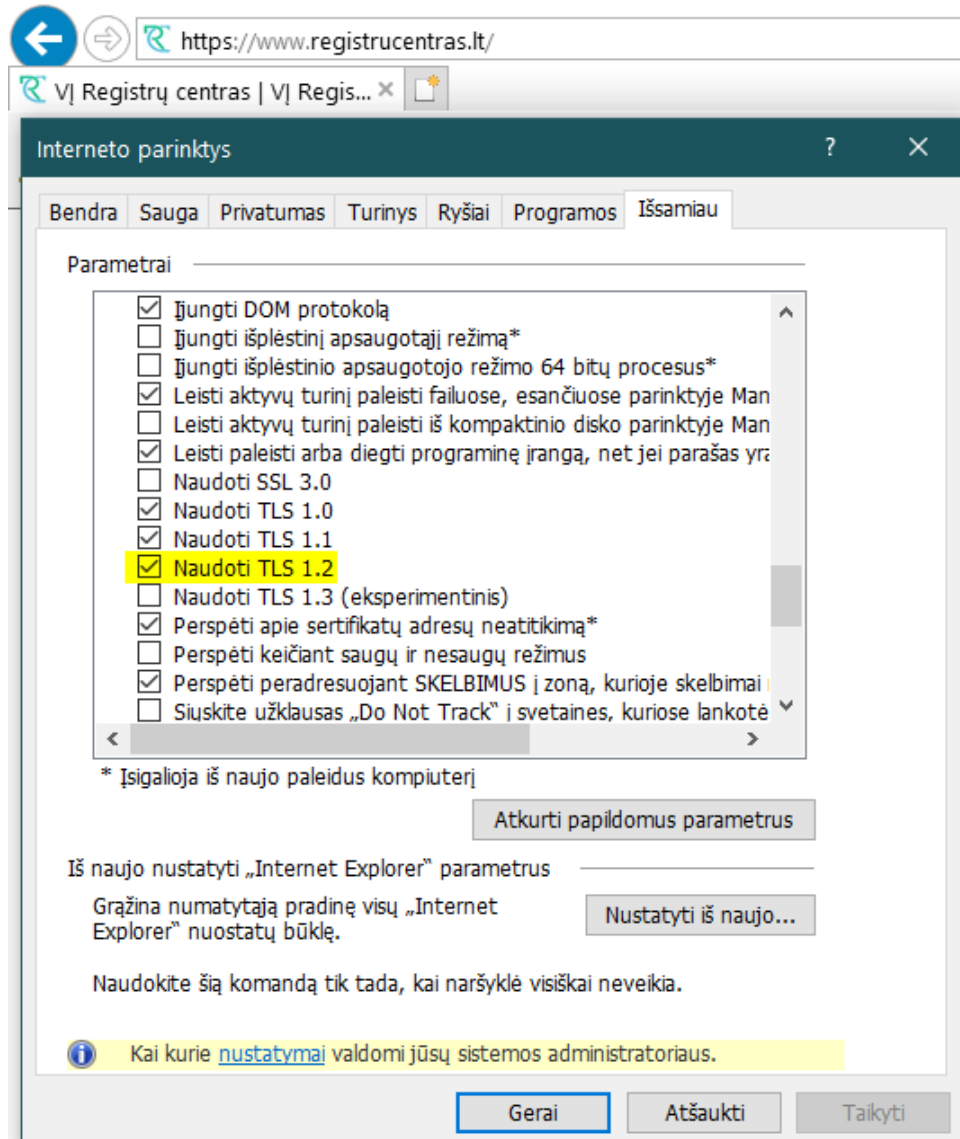 https://www.registrucentras.lt/
VĮ Registrų centras | VĮ Regis...
Interneto parinktys
Bendra Sauga Privatumas Turinys Ryšiai Programos Išsamiau
Parametrai
Įjungti DOM protokolą
Įjungti išplėstinį apsaugotąjį režimą*
Įjungti išplėstinio apsaugotojo režimo 64 bitų procesus*
Leisti aktyvų turinį paleisti failuose, esančiuose parinktyje Man
Leisti aktyvų turinį paleisti iš kompaktinio disko parinktyje Man
Leisti paleisti arba diegti programinę įrangą, net jei parašas yra
Naudoti SSL 3.0
Naudoti TLS 1.0
Naudoti TLS 1.1
Naudoti TLS 1.2
Naudoti TLS 1.3 (eksperimentinis)
Perspėti apie sertifikatų adresų neatitikimą*
Perspėti keičiant saugų ir nesaugų režimus
Perspėti peradresuojant SKELBIMUS į zoną, kurioje skelbimai
Siųskite užklausas „Do Not Track“ į svetaines, kuriose lankotė
* Įsigalioja iš naujo paleidus kompiuterį
Atkurti papildomus parametrus
Iš naujo nustatyti „Internet Explorer“ parametrus
Grąžina numatytąją pradinę visų „Internet
Explorer“ nuostatų būklę.
Nustatyti iš naujo...
Naudokite šią komandą tik tada, kai naršyklė visiškai neveikia.
Kai kurie nustatymai valdomi jūsų sistemos administratoriaus.
Gerai Atšaukti Taikyti